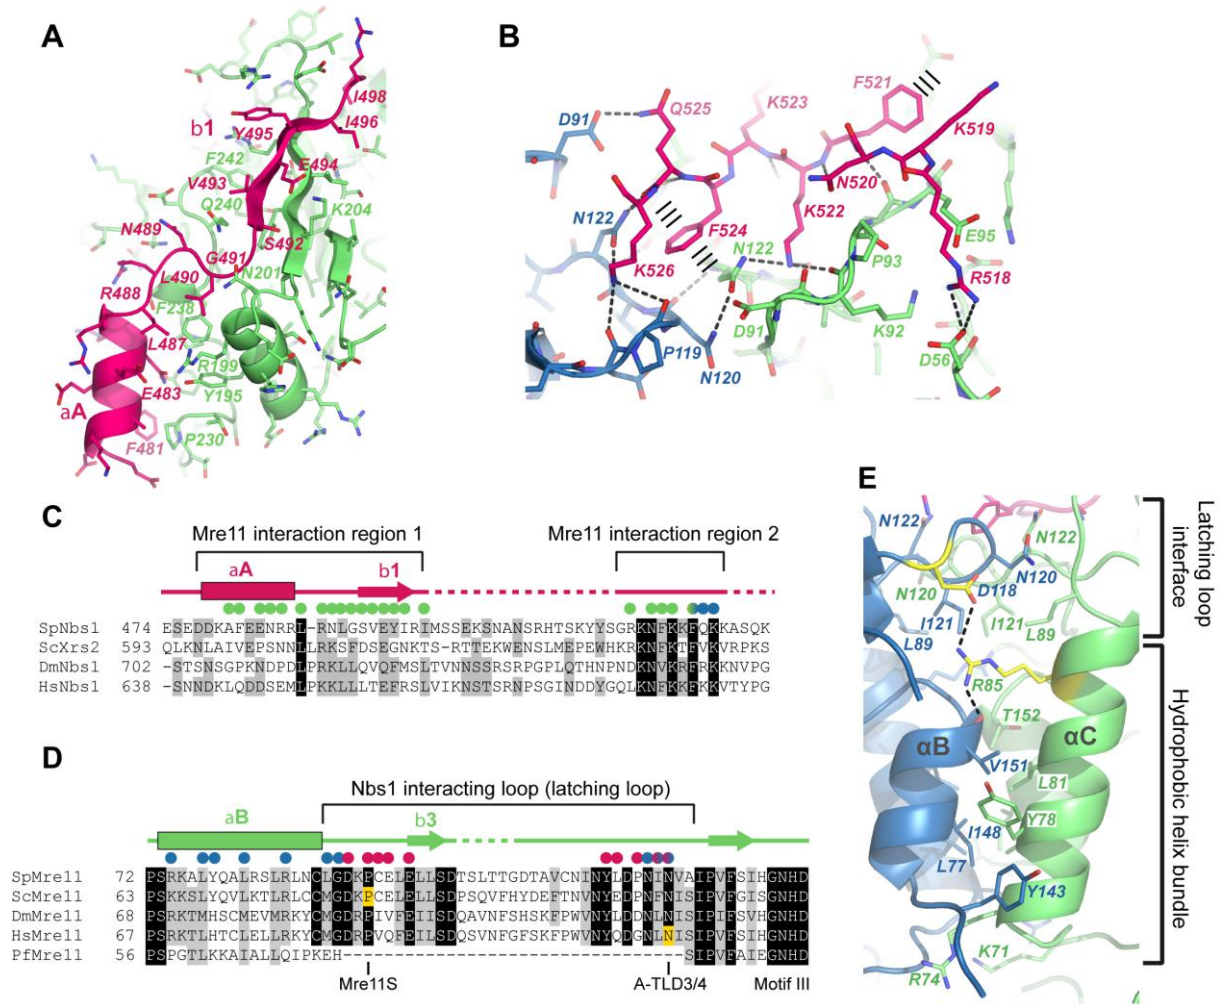 A
I498
b1
Y495
I496
F242
E494
V493
Q240
K204
N489
S492
G491
L490
N201
R488
F238
L487
R199
E483
Y195
aA
P230
F481
B
F521
D91
Q525
K523
K519
N520
N122
K522
F524
E95
N122
P93
K526
R518
D91
K92
P119
D56
N120
C
Mre11 interaction region 1
Mre11 interaction region 2
aA
b1
SpNbs1 474 ESEDDKAFEENRRL-RNLGSVEYIRIMSSEKSNANSRHTSKYYSGRKNFKKFQKKASQK
ScXrs2 593 QLKNLAIVEPSNNLLRKSFDSEGNKTS-RTTEKWENSLMEPEWHKRKNFKTFVKVRPKS
DmNbs1 702 -STSNSGPKNDPDLPRKLLQVQFMSLTVNNSSRSRPGPLQTHNPDNDKNVKRFRKKCAV
HsNbs1 638 -SNNDKLQDDSEMLPKKLLLTEFRSLVIKNSTSRNPSGINDDYGQLKNFKKFKKVTYPG
D
Nbs1 interacting loop (latching loop)
aB
b3
SpMre11 72 PSRKALYQALRSLRLNCLGDKPCELELLSDTSLTTGDTAVCNINYLDPNFNVAIPVFSIHGNHD
ScMre11 PSKKSLYQVLKTLRLCCMGDKPCELELLSDPSQVFHYDEFTNVNYEDPNFNISIPVFGISGNHD
DmMre11 68 PSRKTMHSCMEVMRKYCMGDRPIVFEIISDQAVNFSHSKFPWVNYLDDNLNISIPIFSIHGNHD
HsMre11 67 PSRKTLHTCLELLRKYCMGDRPVQFEILSDQSVNFGFSKFPWVNYQDGNLNISIPVFSIHGNHD
PfMre11 56 PSPGTLKKAIALLQIPKEH-----------------------------SIPVFAIEGNHD
Mre11S
A-TLD3/4
Motif III
E
N122
N122
N120
N120
D118
I121
I121
L89
L89
R85
T152
αB
αC
V151
L81
Y78
I148
L77
Y143
K71
R74
Latching loop
interface
Hydrophobic helix bundle